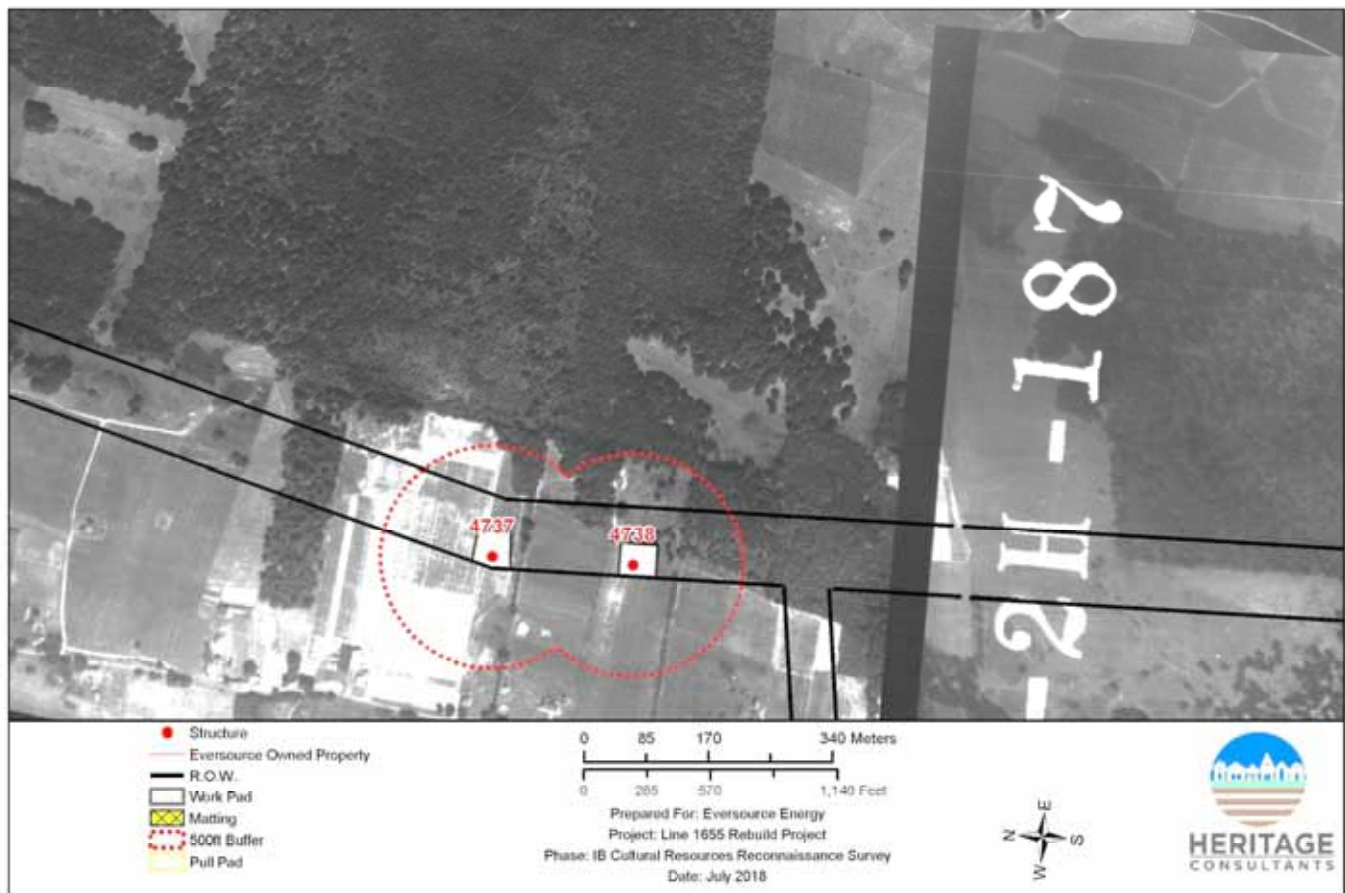 2H-187
4737
4738
Structure
Eversource Owned Property
R.O.W.
Work Pad
Matting
500ft Buffer
Pull Pad
0 85 170 340 Meters
0 285 570 1,140 Feet
Prepared For: Eversource Energy
Project: Line 1655 Rebuild Project
Phase: IB Cultural Resources Reconnaissance Survey
Date: July 2018
N
E
S
W
HERITAGE
CONSULTANTS